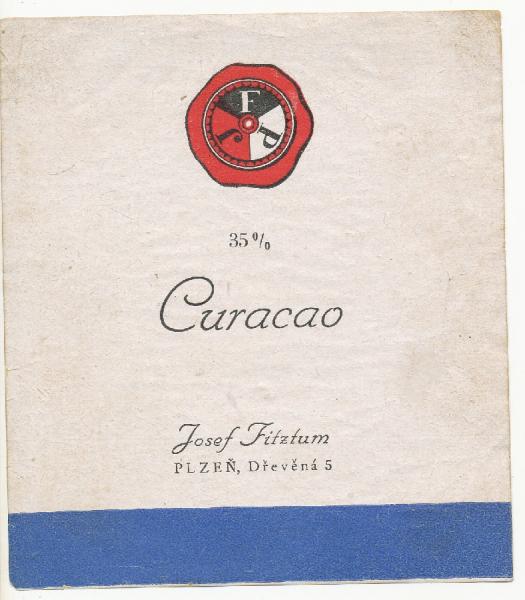 F
J P
35 %
Curacao
Josef Fitztum
PLZEŇ, Dřevěná 5